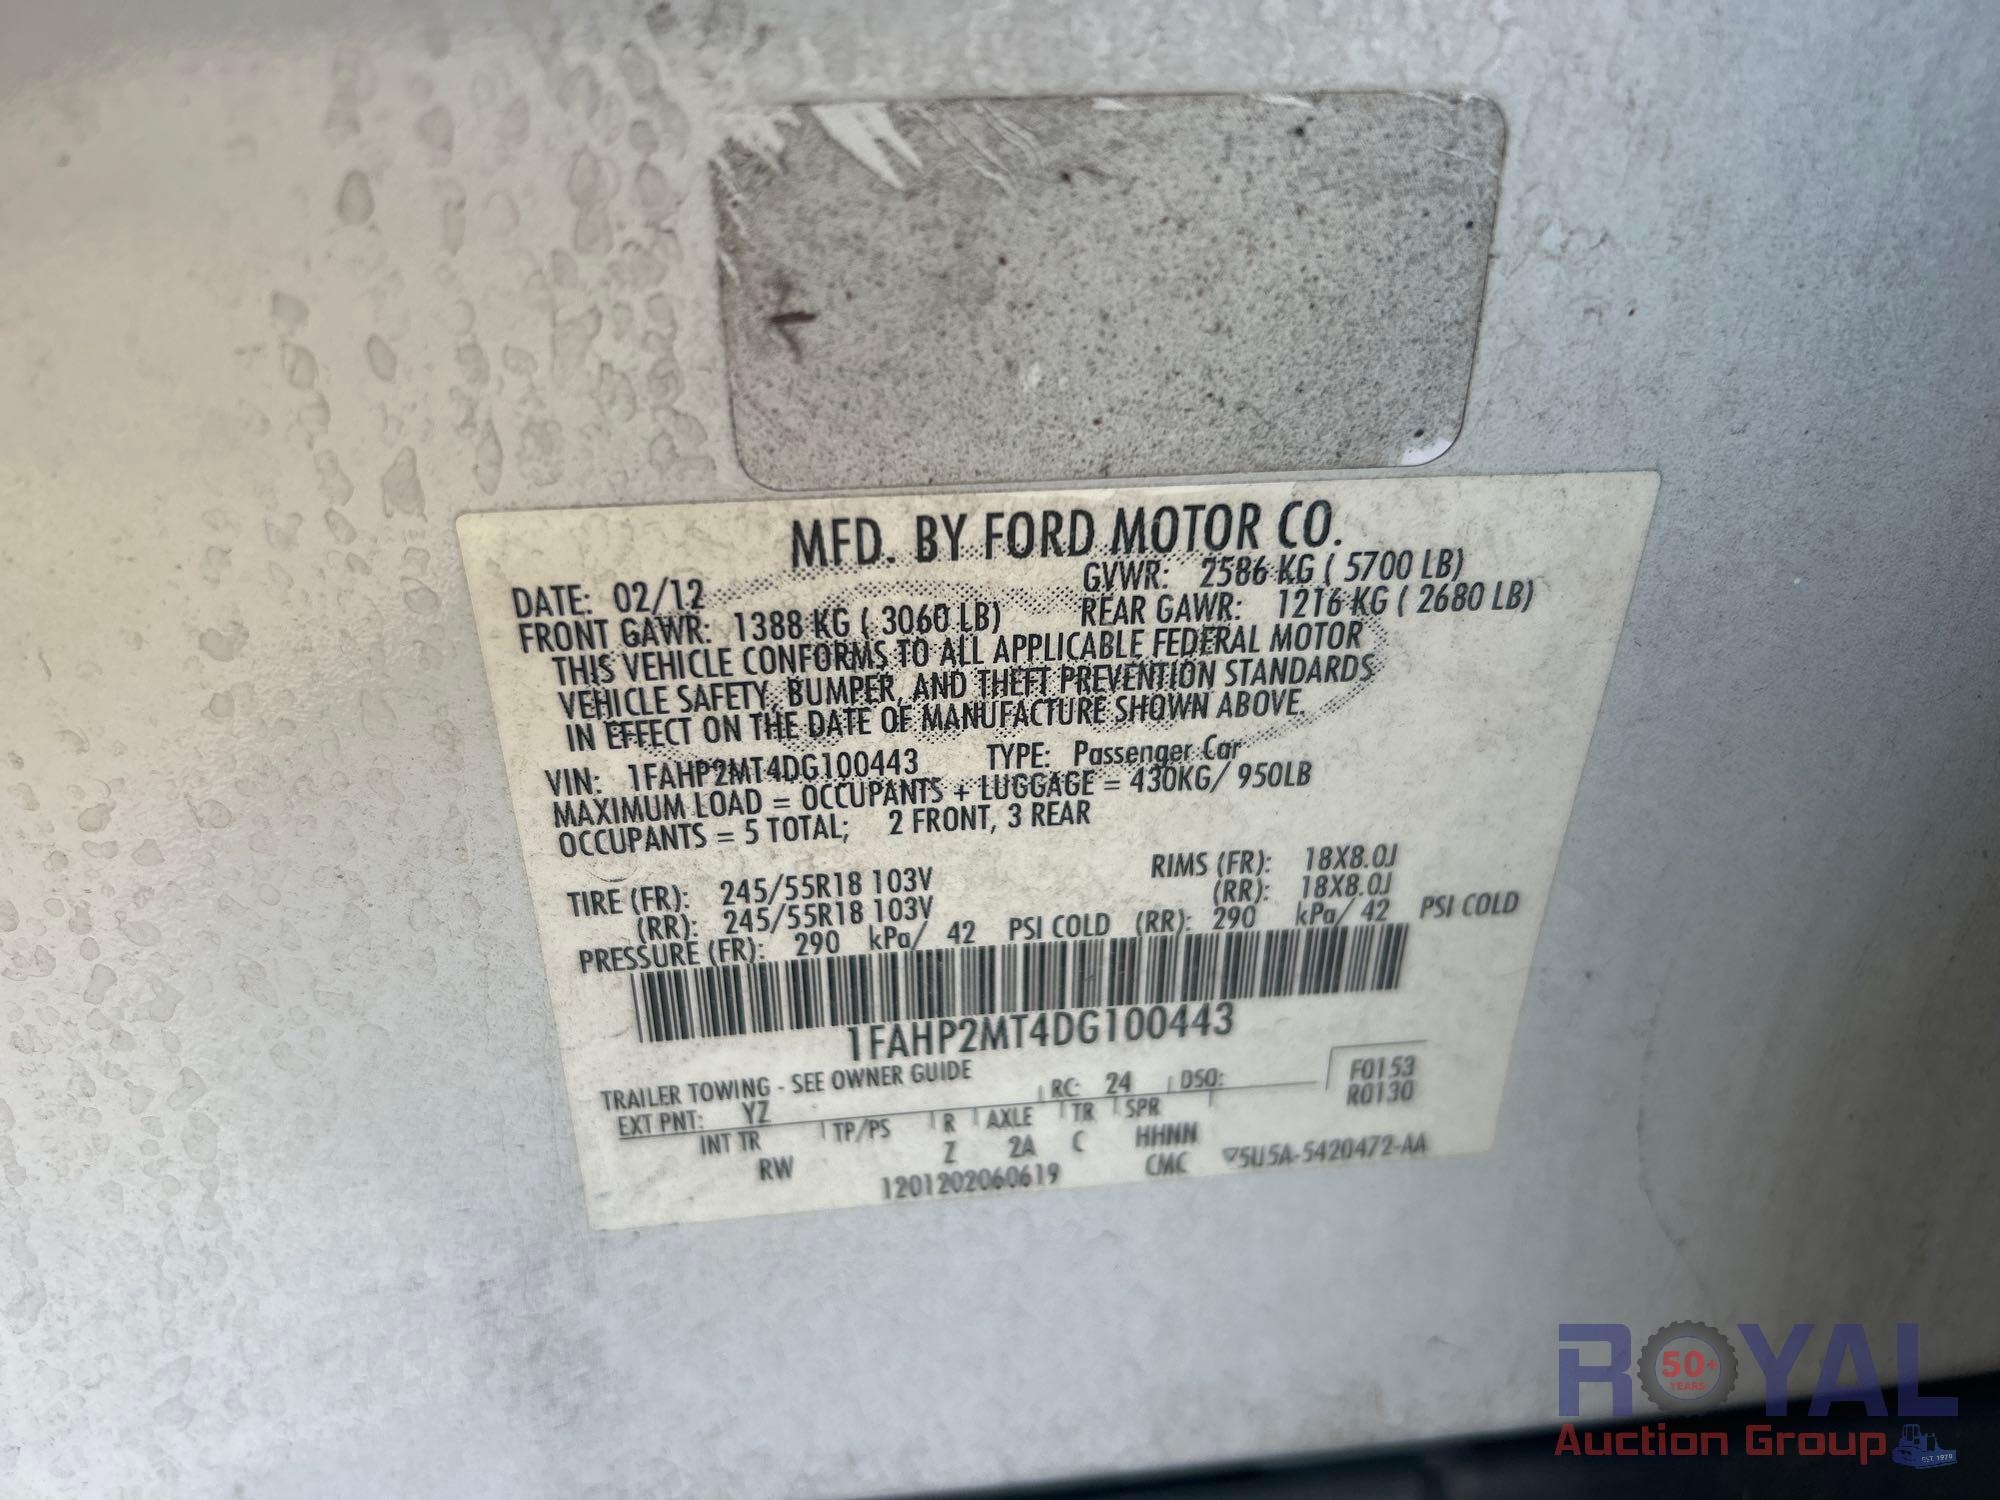 MFD. BY FORD MOTOR CO.
DATE: 02/12 GVWR: 2586 KG ( 5700 LB)
FRONT GAWR: 1388 KG ( 3060 LB) REAR GAWR: 1216 KG ( 2680 LB)
THIS VEHICLE CONFORMS TO ALL APPLICABLE FEDERAL MOTOR
VEHICLE SAFETY, BUMPER, AND THEFT PREVENTION STANDARDS
IN EFFECT ON THE DATE OF MANUFACTURE SHOWN ABOVE.
VIN: 1FAHP2MT4DG100443 TYPE: Passenger Car
MAXIMUM LOAD = OCCUPANTS + LUGGAGE = 430KG/ 950LB
OCCUPANTS = 5 TOTAL; 2 FRONT, 3 REAR
TIRE (FR): 245/55R18 103V RIMS (FR): 18X8.0J
(RR): 245/55R18 103V (RR): 18X8.0J
PRESSURE (FR): 290 kPa/ 42 PSI COLD (RR): 290 kPa/ 42 PSI COLD
1FAHP2MT4DG100443
TRAILER TOWING - SEE OWNER GUIDE
EXT PNT: YZ RC: 24 DSO: F0153
R0130
INT TR TP/PS R AXLE TR SPR
RW Z 2A C HHNN
1201202060619 CMC ▽5U5A-5420472-AA
ROYAL
50+
YEARS
Auction Group
EST. 1970